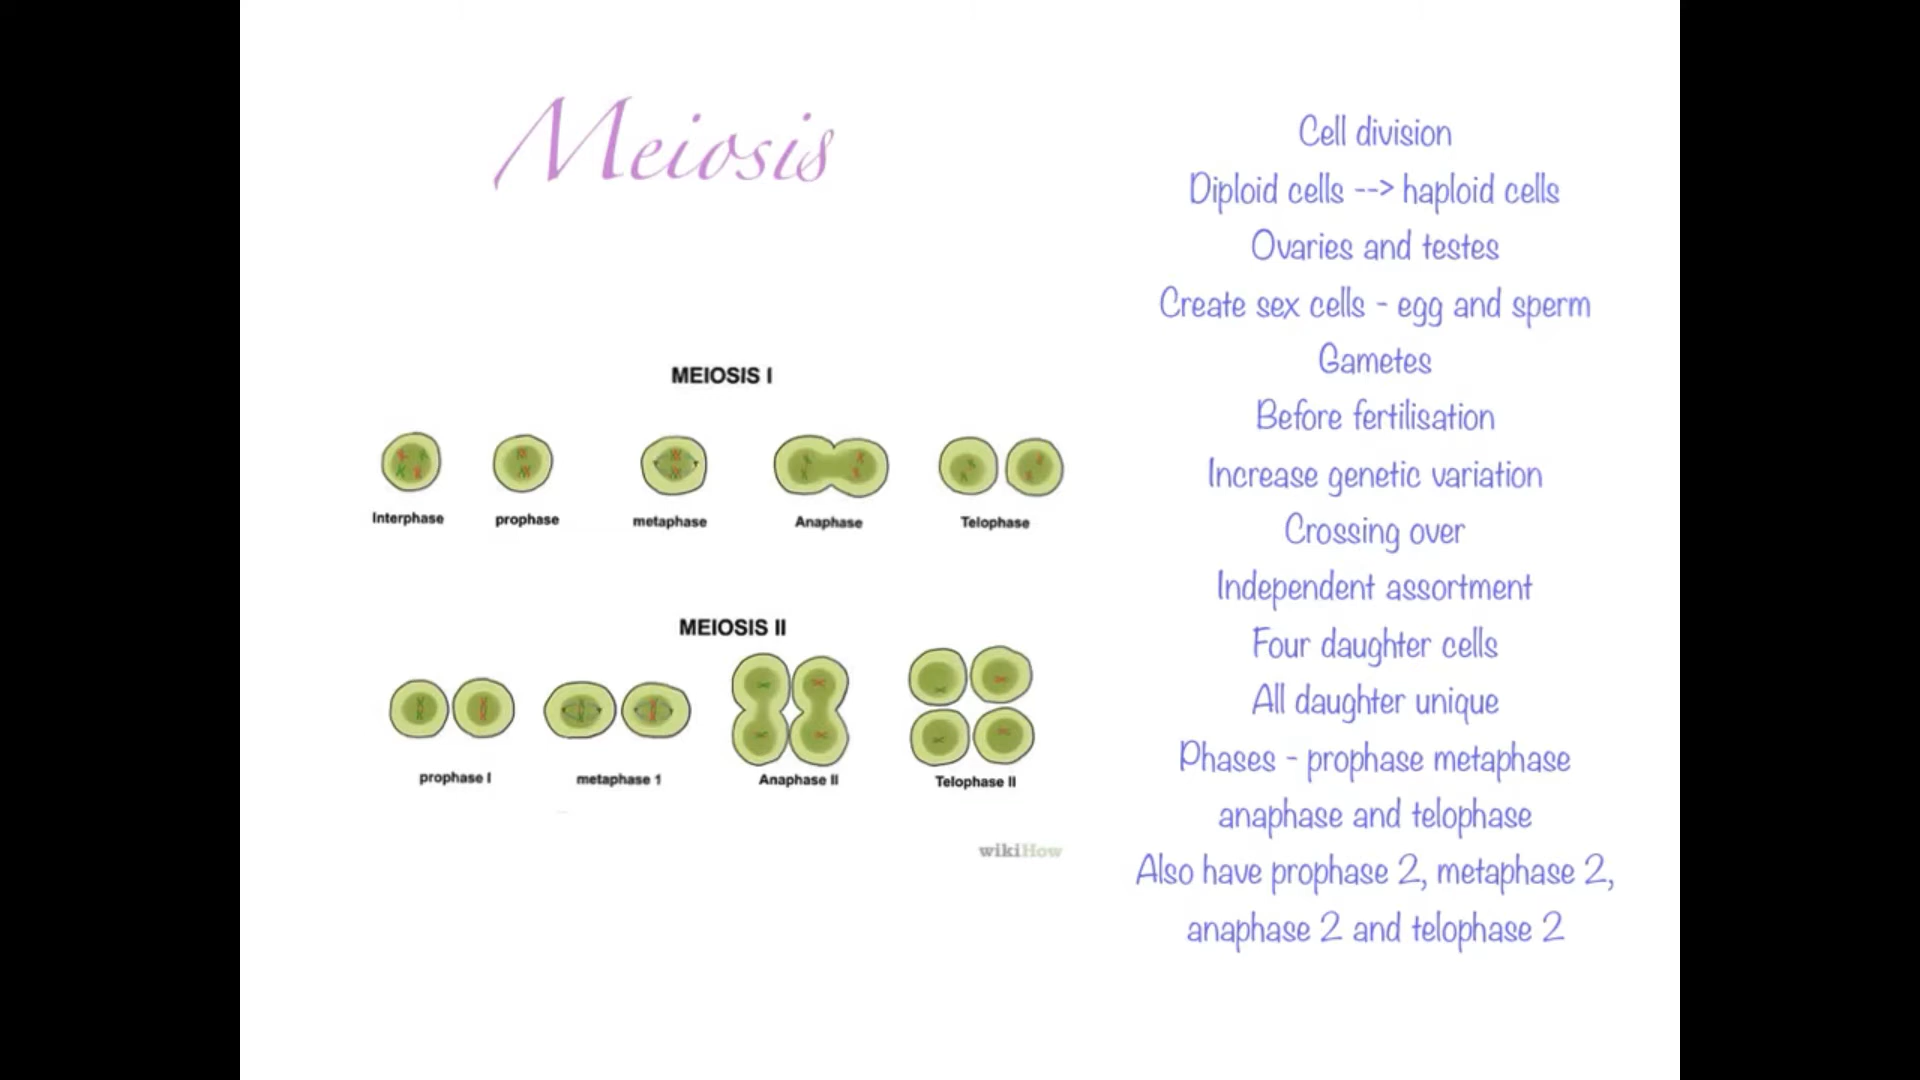 Meiosis
MEIOSIS I
Interphase
prophase
metaphase
Anaphase
Telophase
MEIOSIS II
prophase I
metaphase 1
Anaphase II
Telophase II
wikiHow
Cell division
Diploid cells --> haploid cells
Ovaries and testes
Create sex cells - egg and sperm
Gametes
Before fertilisation
Increase genetic variation
Crossing over
Independent assortment
Four daughter cells
All daughter unique
Phases - prophase metaphase
anaphase and telophase
Also have prophase 2, metaphase 2,
anaphase 2 and telophase 2